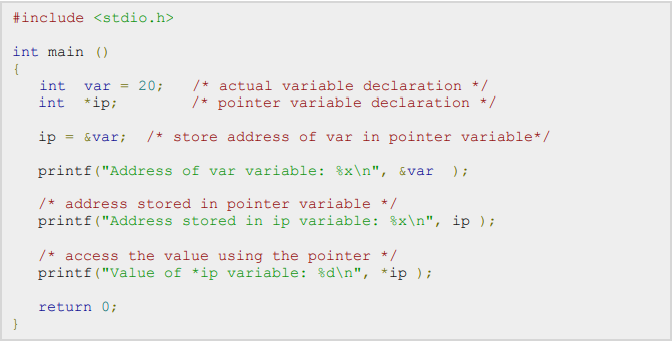 #include <stdio.h>
int main ()
{
int  var = 20;   /* actual variable declaration */
int  *ip;        /* pointer variable declaration */
ip = &var;  /* store address of var in pointer variable*/
printf("Address of var variable: %x\n", &var  );
/* address stored in pointer variable */
printf("Address stored in ip variable: %x\n", ip );
/* access the value using the pointer */
printf("Value of *ip variable: %d\n", *ip );
return 0;
}